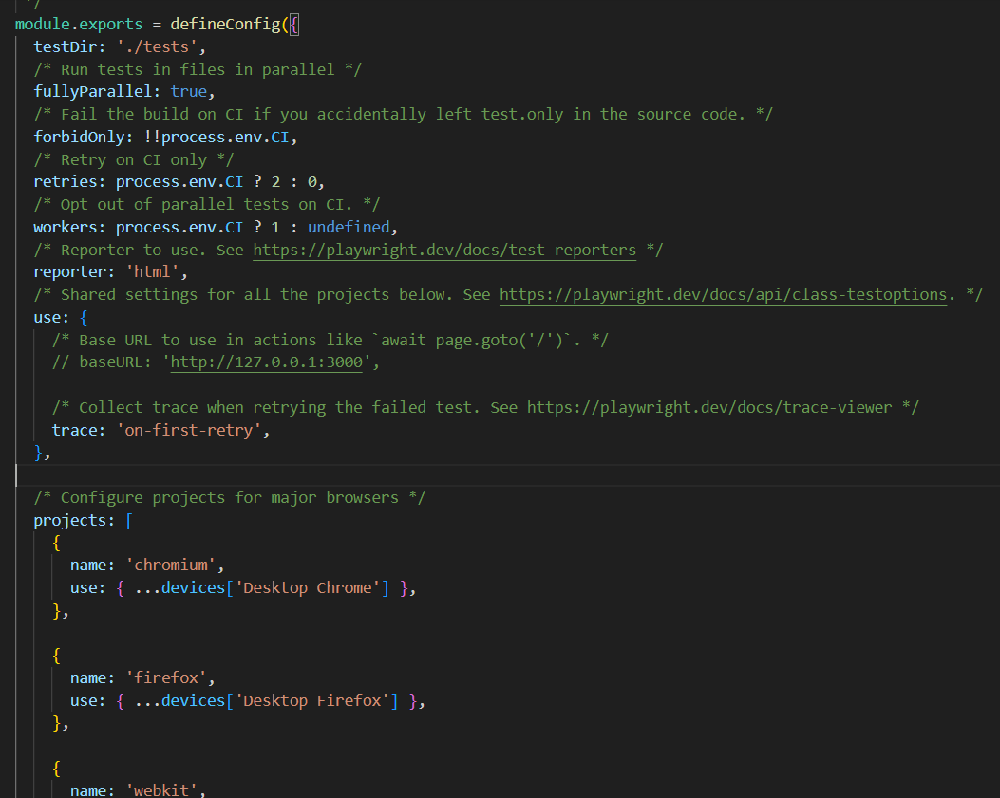 */
module.exports = defineConfig({
testDir: './tests',
/* Run tests in files in parallel */
fullyParallel: true,
/* Fail the build on CI if you accidentally left test.only in the source code. */
forbidOnly: !!process.env.CI,
/* Retry on CI only */
retries: process.env.CI ? 2 : 0,
/* Opt out of parallel tests on CI. */
workers: process.env.CI ? 1 : undefined,
/* Reporter to use. See https://playwright.dev/docs/test-reporters */
reporter: 'html',
/* Shared settings for all the projects below. See https://playwright.dev/docs/api/class-testoptions. */
use: {
/* Base URL to use in actions like `await page.goto('/')`. */
// baseURL: 'http://127.0.0.1:3000',
/* Collect trace when retrying the failed test. See https://playwright.dev/docs/trace-viewer */
trace: 'on-first-retry',
},
/* Configure projects for major browsers */
projects: [
{
name: 'chromium',
use: { ...devices['Desktop Chrome'] },
},
{
name: 'firefox',
use: { ...devices['Desktop Firefox'] },
},
{
name: 'webkit',